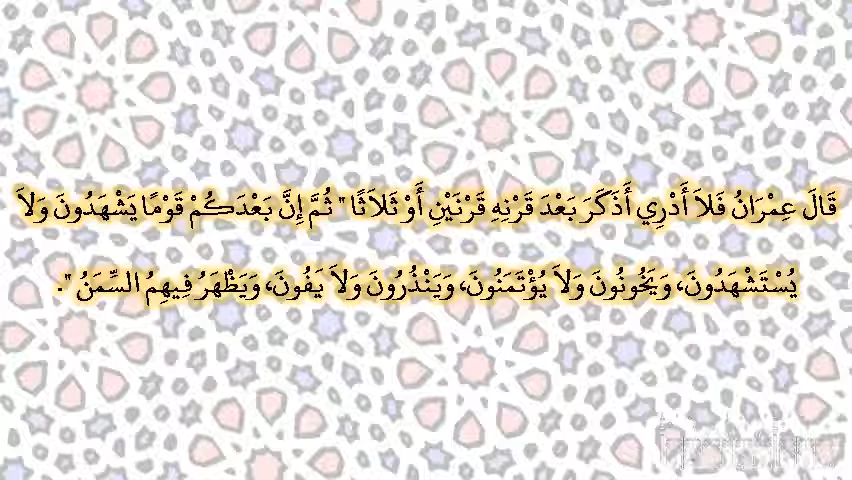 قَالَ عِمْرَانُ فَلاَ أَدْرِي أَذَكَرَ بَعْدَ قَرْنِهِ قَرْنَيْنِ أَوْ ثَلاَثًا " ثُمَّ إِنَّ بَعْدَكُمْ قَوْمًا يَشْهَدُونَ وَلاَ
يُسْتَشْهَدُونَ، وَيَخُونُونَ وَلاَ يُؤْتَمَنُونَ، وَيَنْذُرُونَ وَلاَ يَفُونَ، وَيَظْهَرُ فِيهِمُ السِّمَنُ ".